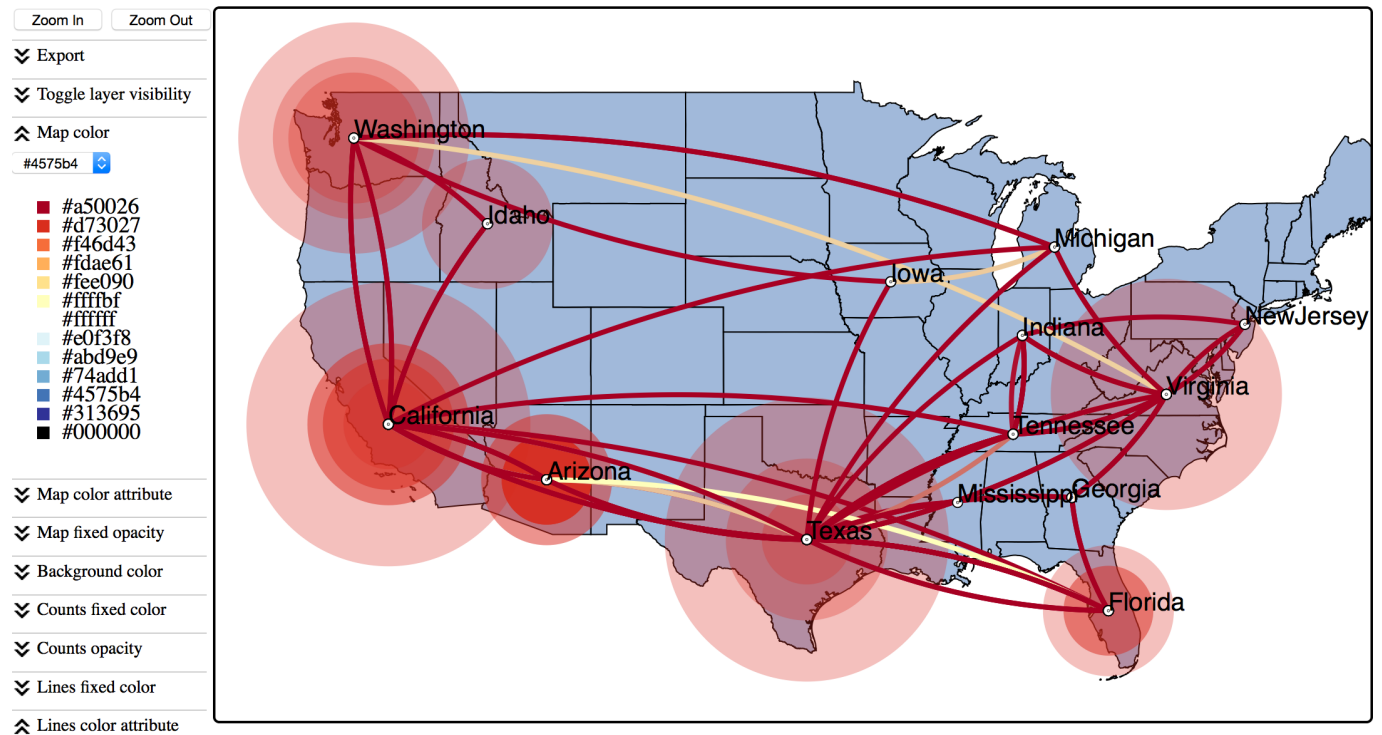 Zoom In
Zoom Out
Export
Toggle layer visibility
Map color
#4575b4
#a50026
#d73027
#f46d43
#fdae61
#fee090
#ffffbf
#ffffff
#e0f3f8
#abd9e9
#74add1
#4575b4
#313695
#000000
Map color attribute
Map fixed opacity
Background color
Counts fixed color
Counts opacity
Lines fixed color
Lines color attribute
Washington
Idaho
Michigan
Iowa
NewJersey
Indiana
Virginia
California
Tennessee
Arizona
Mississipp
Georgia
Texas
Florida